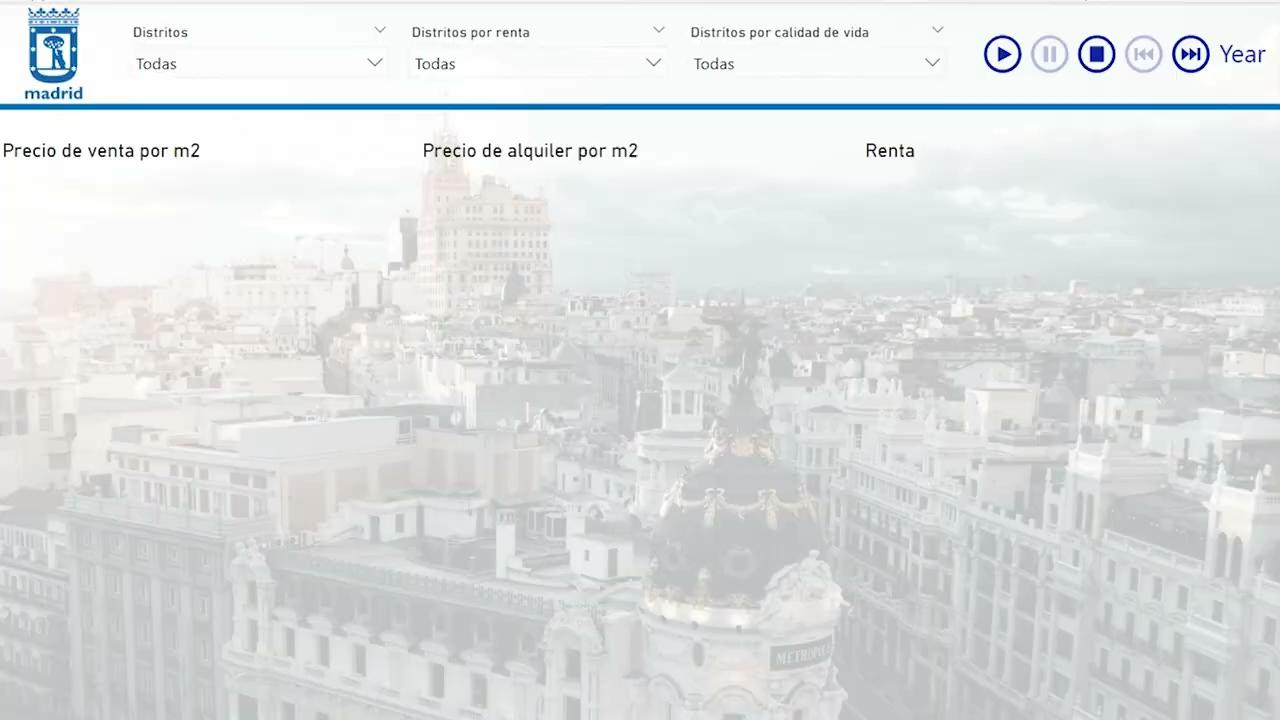 madrid
Distritos
Todas
Distritos por renta
Todas
Distritos por calidad de vida
Todas
Year
Precio de venta por m2
Precio de alquiler por m2
Renta
METROPOLIS